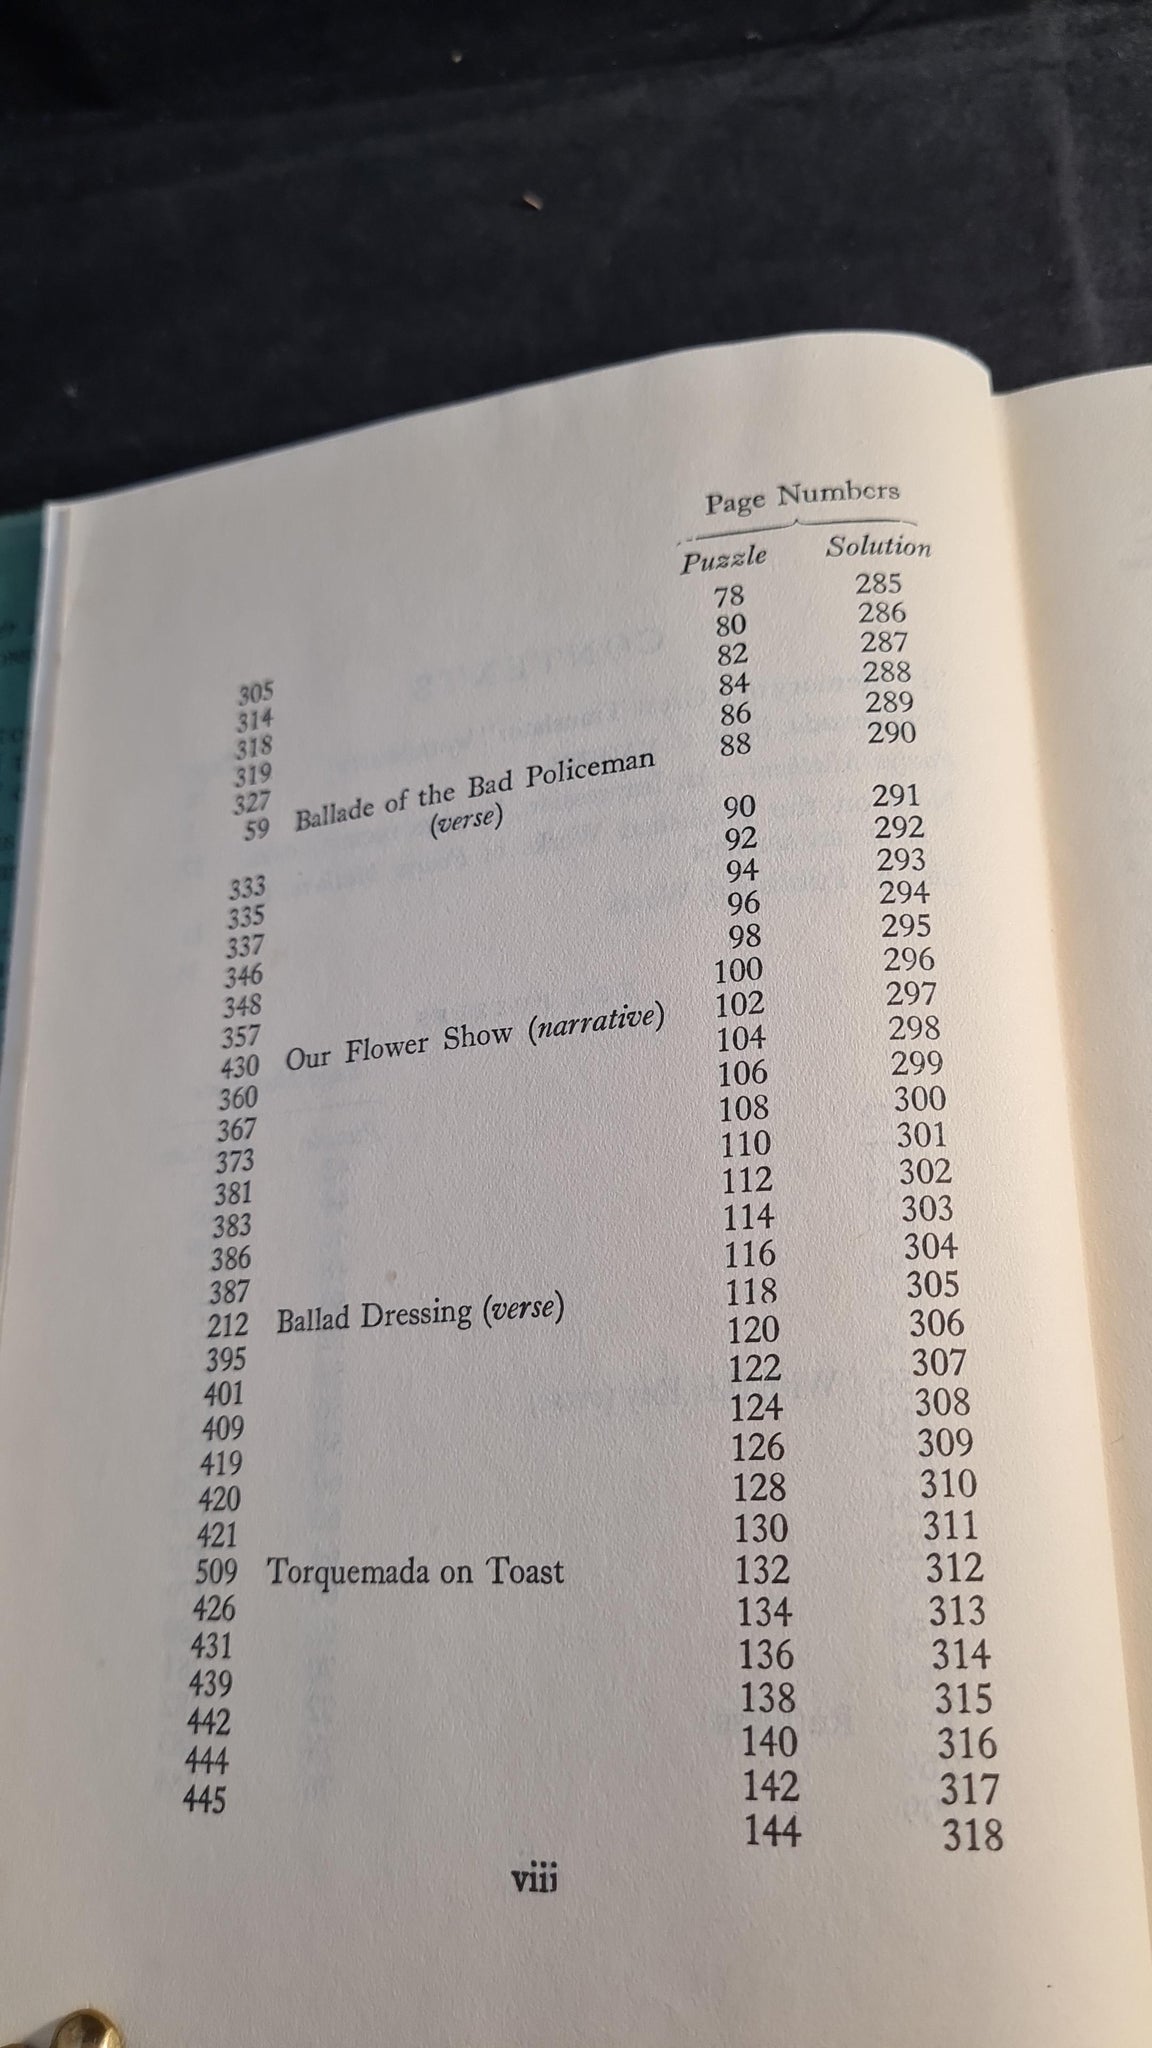 Page Numbers
Puzzle Solution
305 78 285
314 80 286
318 82 287
319 84 288
327 86 289
59 Ballade of the Bad Policeman 88 290
(verse)
333 90 291
335 92 292
337 94 293
346 96 294
348 98 295
357 100 296
430 Our Flower Show (narrative) 102 297
360 104 298
367 106 299
373 108 300
381 110 301
383 112 302
386 114 303
387 116 304
212 Ballad Dressing (verse) 118 305
395 120 306
401 122 307
409 124 308
419 126 309
420 128 310
421 130 311
509 Torquemada on Toast 132 312
426 134 313
431 136 314
439 138 315
442 140 316
444 142 317
445 144 318
viii